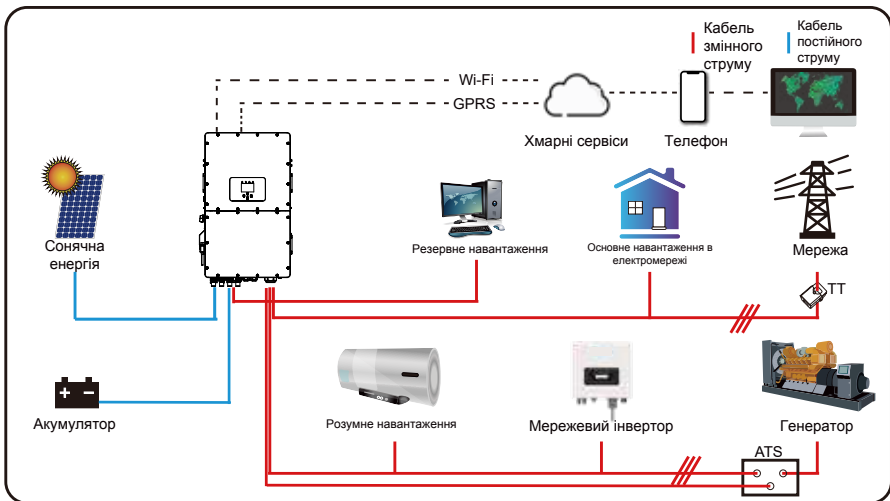 Кабель
змінного
струму
Кабель
постійного
струму
Wi-Fi
GPRS
Хмарні сервіси
Телефон
Сонячна
енергія
Резервне навантаження
Основне навантаження в
електромережі
Мережа
ТТ
Акумулятор
Розумне навантаження
Мережевий інвертор
Генератор
ATS